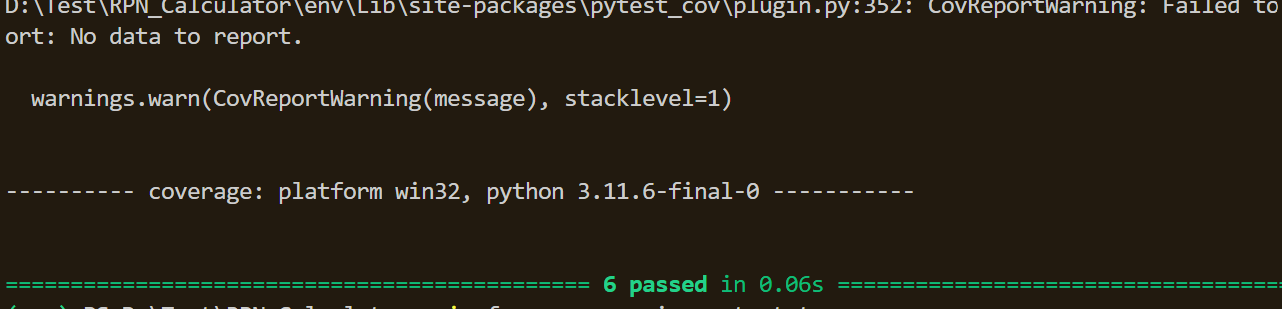 D:\Test\RPN_Calculator\env\Lib\site-packages\pytest_cov\plugin.py:352: CovReportWarning: Failed to
ort: No data to report.
warnings.warn(CovReportWarning(message), stacklevel=1)
---------- coverage: platform win32, python 3.11.6-final-0 -----------
============================================= 6 passed in 0.06s ==================================